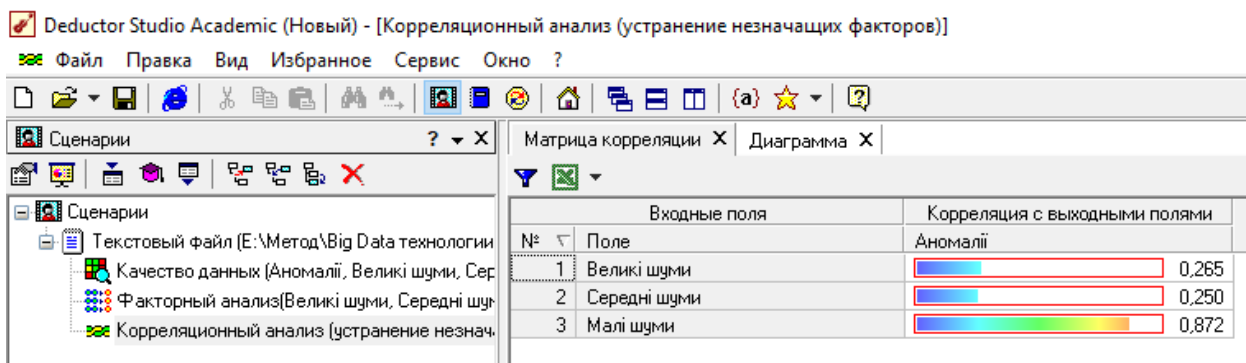 Deductor Studio Academic (Новый) - [Корреляционный анализ (устранение незначащих факторов)]
Файл Правка Вид Избранное Сервис Окно ?
{a}
Сценарии ?
Матрица корреляции Диаграмма
Сценарии
Текстовый файл (E:\Метод\Big Data технологии
Качество данных (Аномалії, Великі шуми, Сер
Факторный анализ(Великі шуми, Середні шум
Корреляционный анализ (устранение незнач
Входные поля Корреляция с выходными полями
№ Поле Аномалії
1 Великі шуми 0,265
2 Середні шуми 0,250
3 Малі шуми 0,872